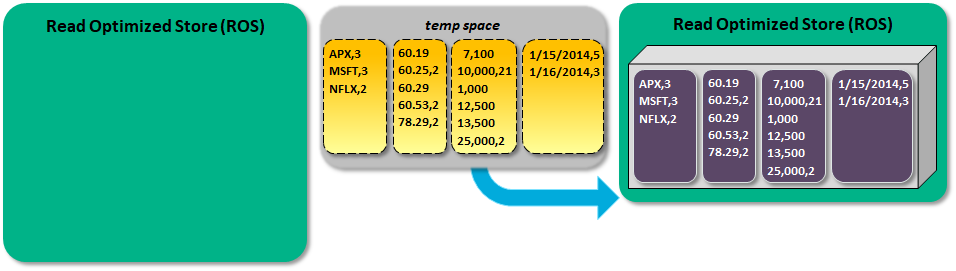 Read Optimized Store (ROS)
temp space
APX,3
MSFT,3
NFLX,2
60.19
60.25,2
60.29
60.53,2
78.29,2
7,100
10,000,21
1,000
12,500
13,500
25,000,2
1/15/2014,5
1/16/2014,3
Read Optimized Store (ROS)
APX,3
MSFT,3
NFLX,2
60.19
60.25,2
60.29
60.53,2
78.29,2
7,100
10,000,21
1,000
12,500
13,500
25,000,2
1/15/2014,5
1/16/2014,3